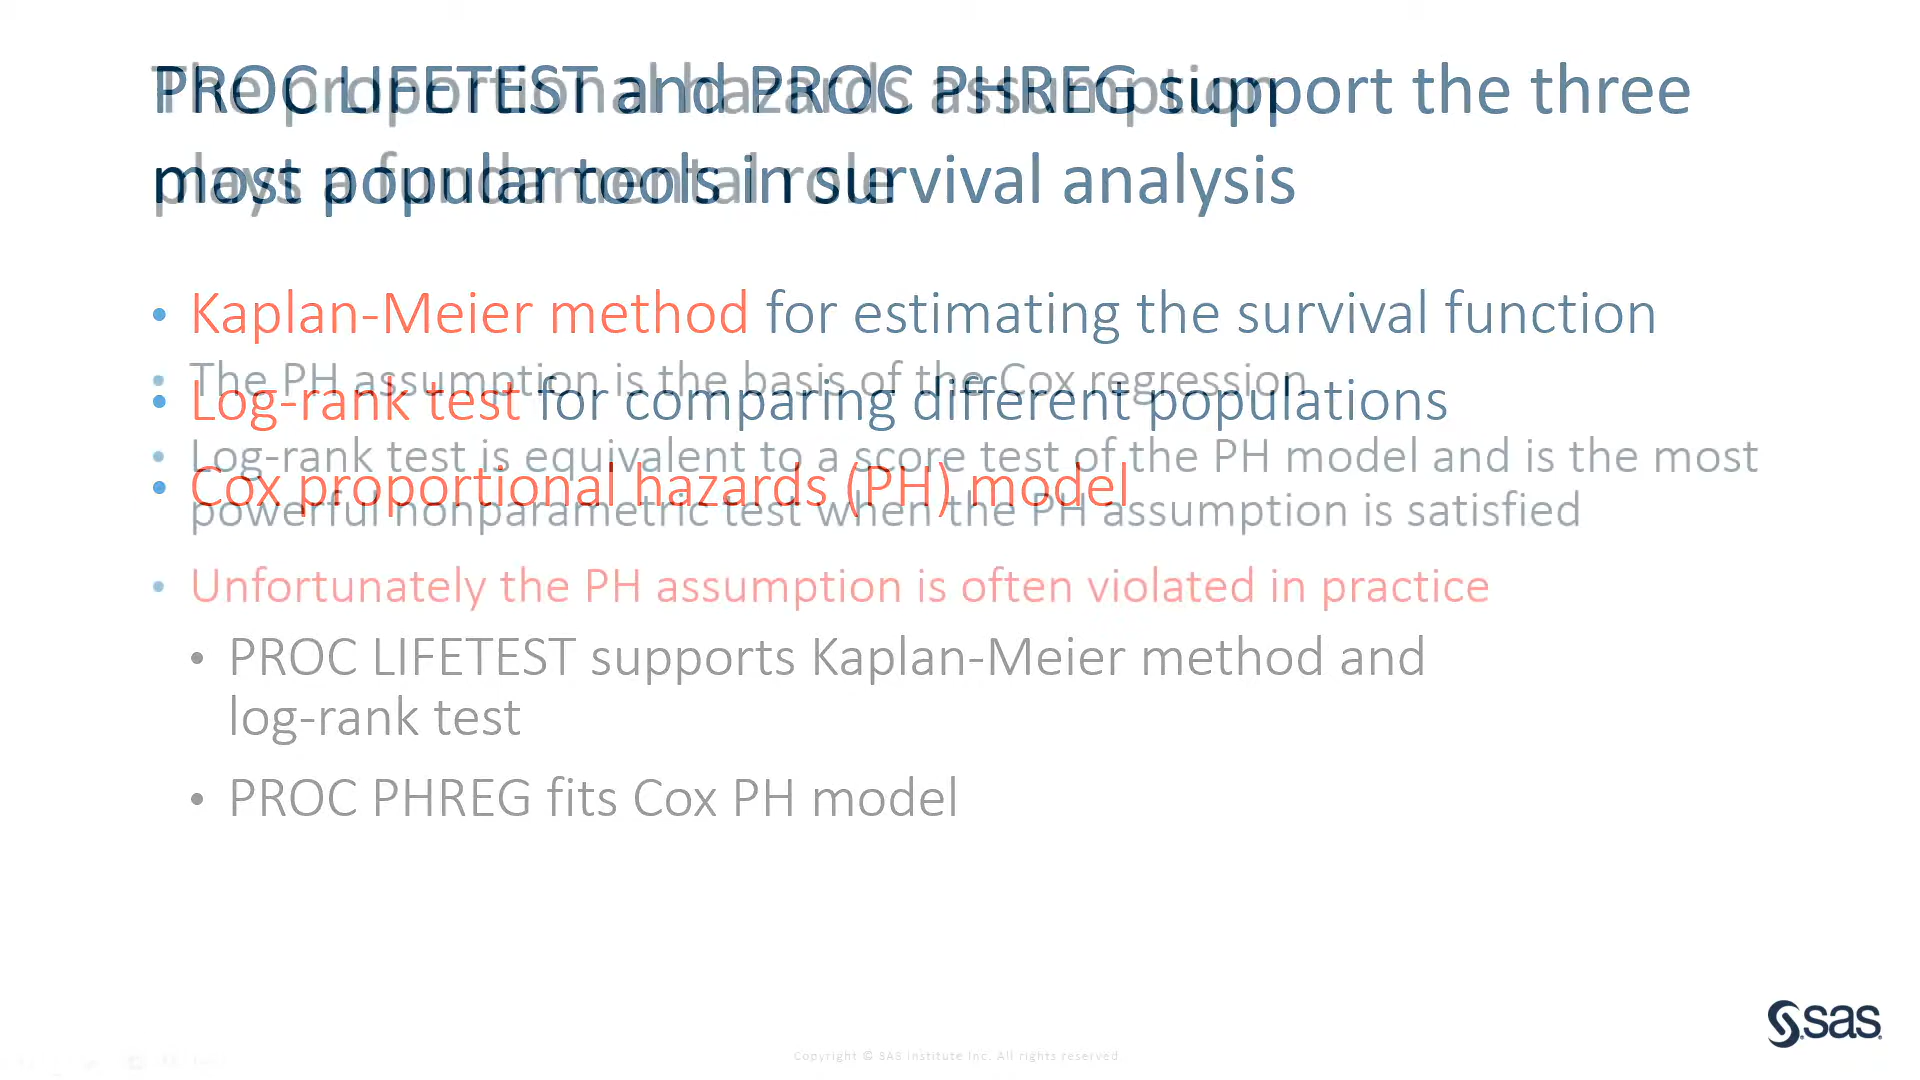 PROC LIFETEST and PROC PHREG support the three
most popular tools in survival analysis
The proportional hazards assumption
plays a fundamental role
• Kaplan-Meier method for estimating the survival function
• The PH assumption is the basis of the Cox regression
• Log-rank test for comparing different populations
• Log-rank test is equivalent to a score test of the PH model and is the most
powerful nonparametric test when the PH assumption is satisfied
• Cox proportional hazards (PH) model
• Unfortunately the PH assumption is often violated in practice
• PROC LIFETEST supports Kaplan-Meier method and
log-rank test
• PROC PHREG fits Cox PH model
sas
Copyright © SAS Institute Inc. All rights reserved